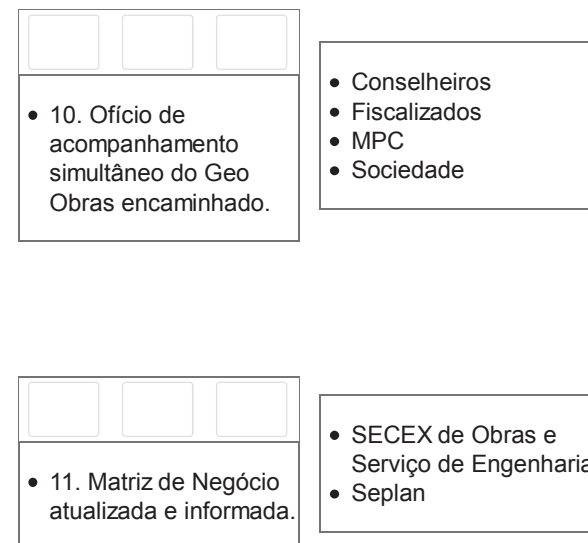 • 10. Ofício de
acompanhamento
simultâneo do Geo
Obras encaminhado.
• Conselheiros
• Fiscalizados
• MPC
• Sociedade
• 11. Matriz de Negócio
atualizada e informada.
• SECEX de Obras e
Serviço de Engenharia
• Seplan